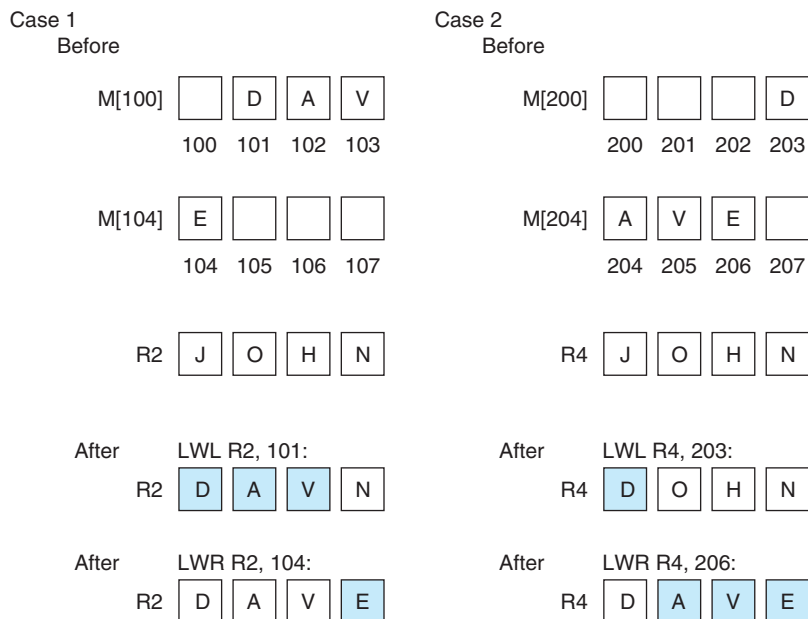 Case 1
Before
M[100] D A V
100 101 102 103
M[104] E
104 105 106 107
R2 J O H N
After LWL R2, 101:
R2 D A V N
After LWR R2, 104:
R2 D A V E
Case 2
Before
M[200] D
200 201 202 203
M[204] A V E
204 205 206 207
R4 J O H N
After LWL R4, 203:
R4 D O H N
After LWR R4, 206:
R4 D A V E